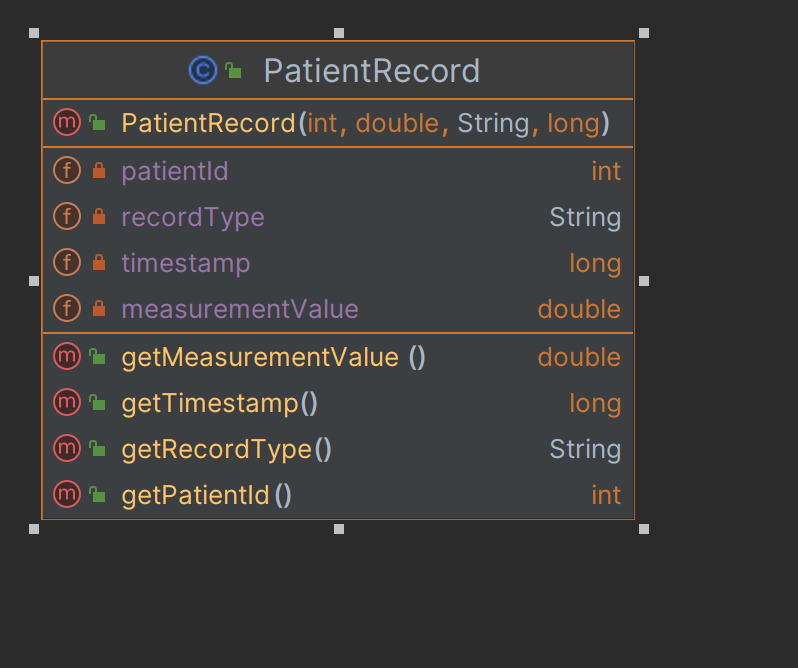 © PatientRecord
m PatientRecord(int, double, String, long)
f patientId int
f recordType String
f timestamp long
f measurementValue double
m getMeasurementValue () double
m getTimestamp() long
m getRecordType() String
m getPatientId() int